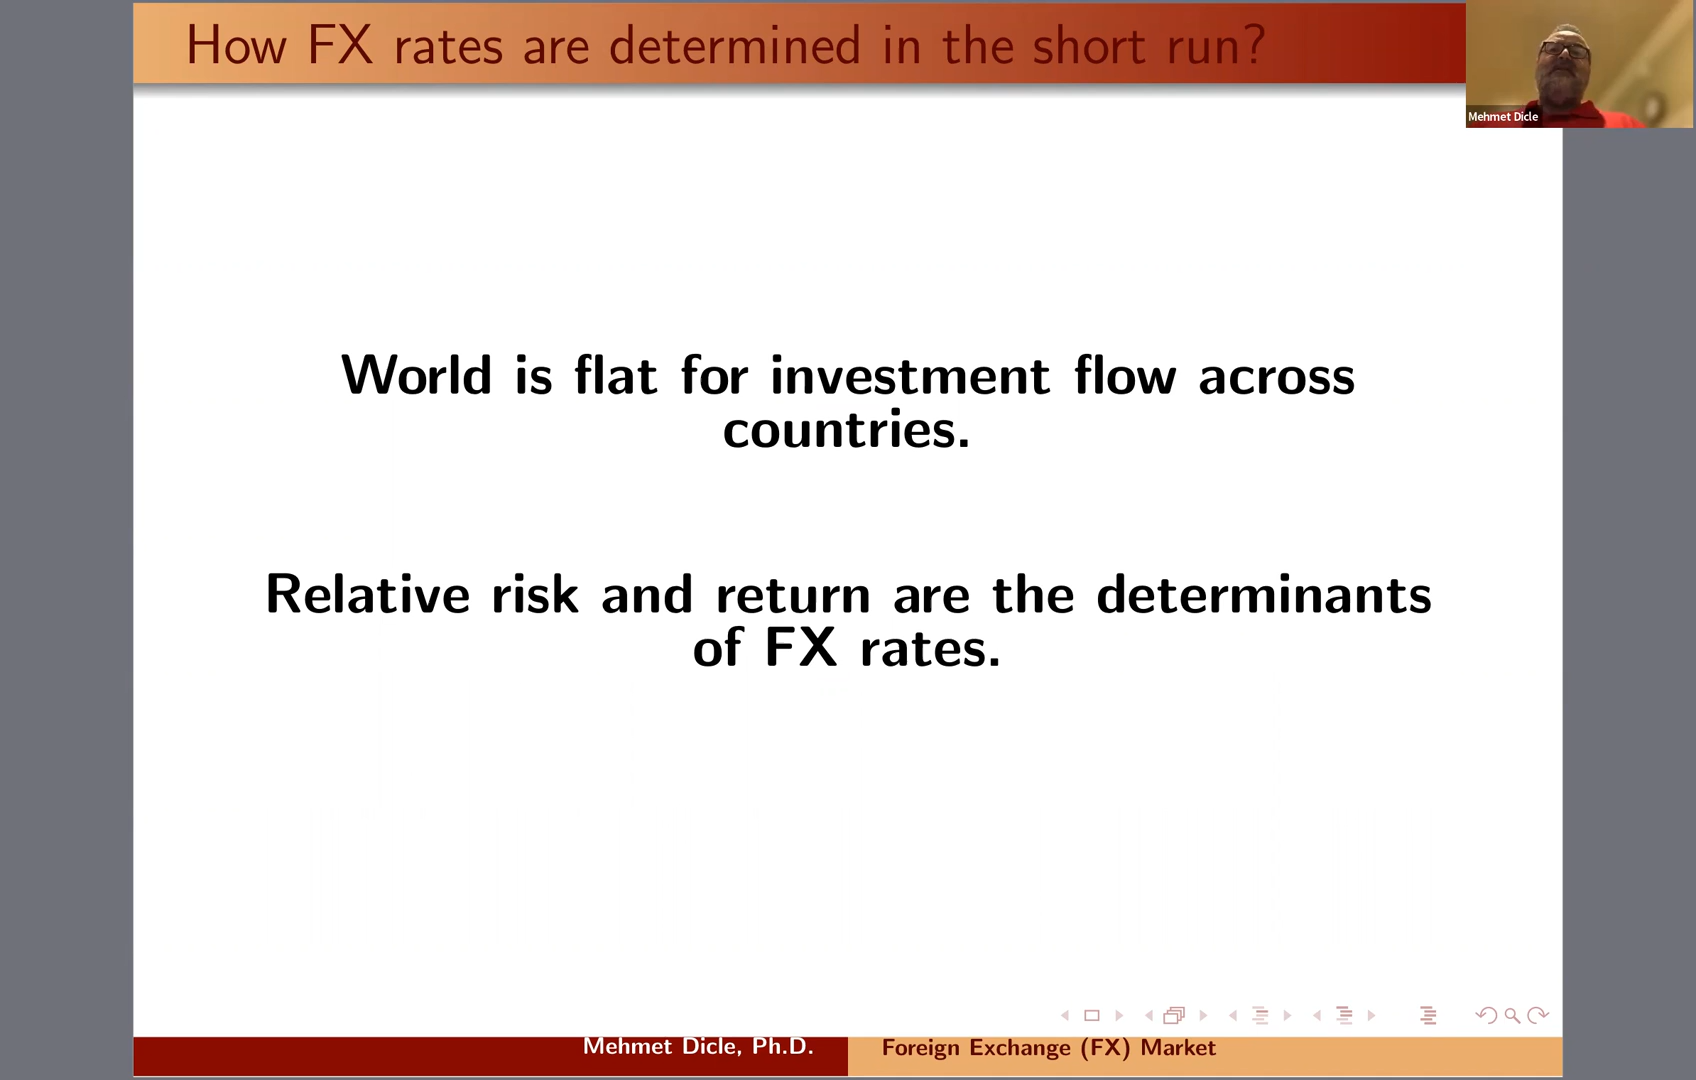 How FX rates are determined in the short run?
Mehmet Dicle
World is flat for investment flow across
countries.
Relative risk and return are the determinants
of FX rates.
Mehmet Dicle, Ph.D.
Foreign Exchange (FX) Market